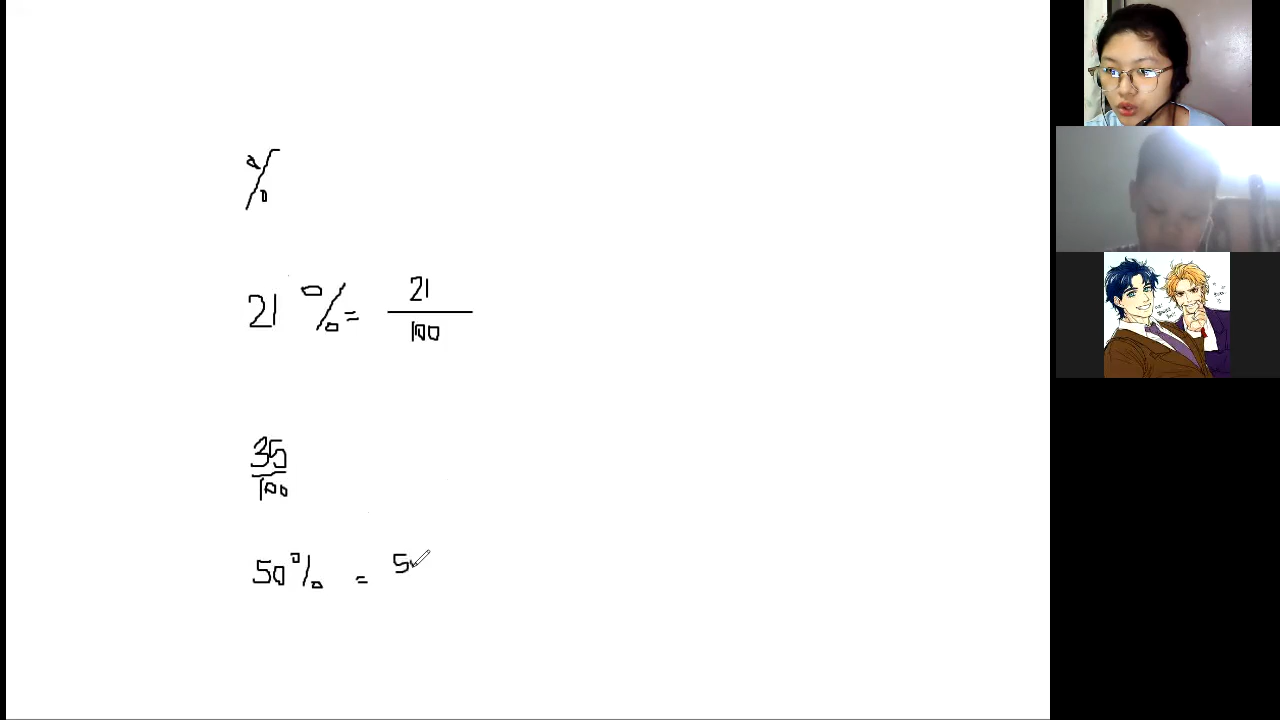 %
21 % = 21/100
35/100
50% = 5